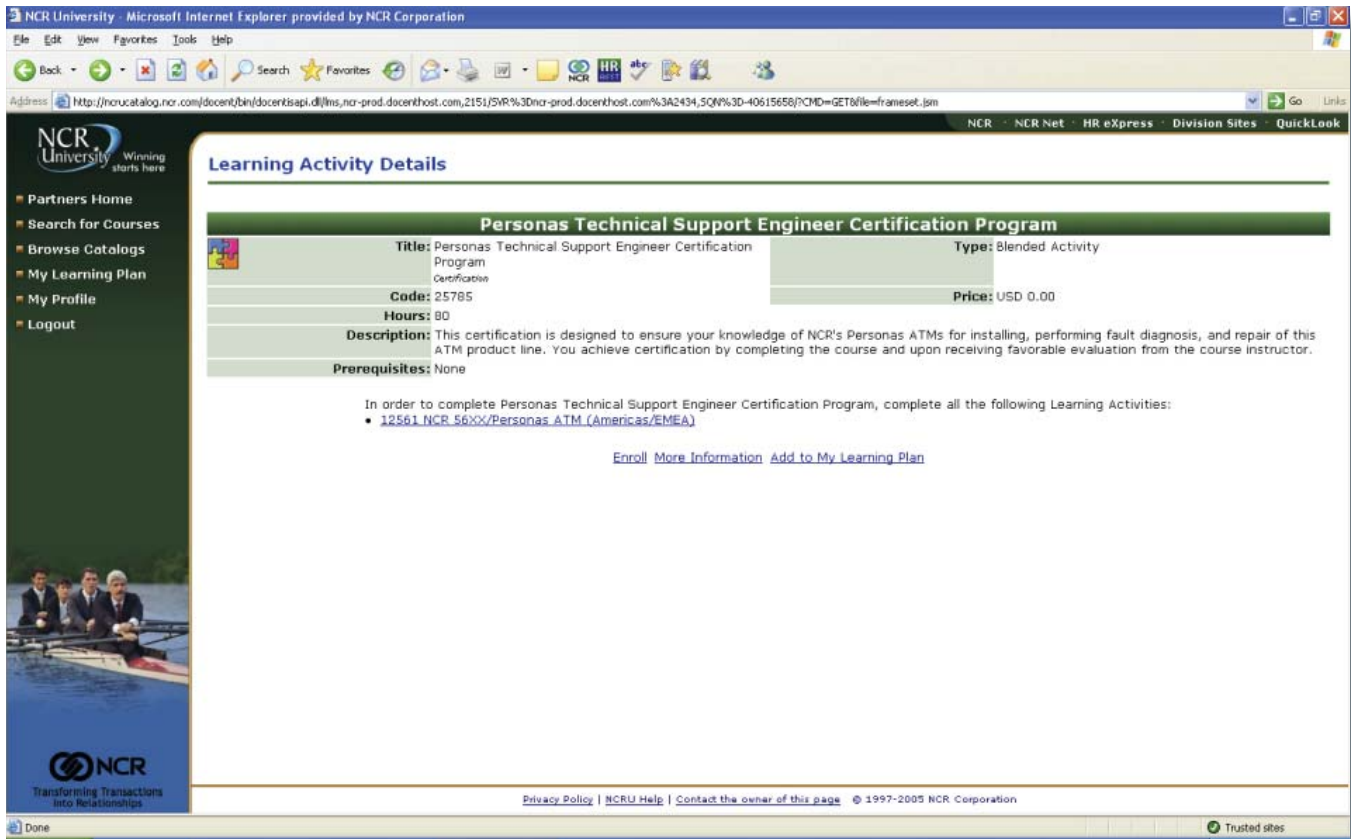 NCR University - Microsoft Internet Explorer provided by NCR Corporation
File Edit View Favorites Tools Help
Back Search Favorites NCR HR abc
Address http://ncrucatalog.ncr.com/docent/bin/docentisapi.dll/lms,ncr-prod.docenthost.com,2151/SVR%3Dncr-prod.docenthost.com%3A2434,SQN%3D-40615658/?CMD=GET&file=frameset.jsm Go Links
NCR NCR Net HR eXpress Division Sites QuickLook
NCR
University Winning
starts here
Partners Home
Search for Courses
Browse Catalogs
My Learning Plan
My Profile
Logout
Learning Activity Details
Personas Technical Support Engineer Certification Program
Title: Personas Technical Support Engineer Certification Type: Blended Activity
Program
Certification
Code: 25785 Price: USD 0.00
Hours: 80
Description: This certification is designed to ensure your knowledge of NCR's Personas ATMs for installing, performing fault diagnosis, and repair of this
ATM product line. You achieve certification by completing the course and upon receiving favorable evaluation from the course instructor.
Prerequisites: None
In order to complete Personas Technical Support Engineer Certification Program, complete all the following Learning Activities:
• 12561 NCR 56XX/Personas ATM (Americas/EMEA)
Enroll More Information Add to My Learning Plan
NCR
Transforming Transactions
into Relationships
Privacy Policy | NCRU Help | Contact the owner of this page © 1997-2005 NCR Corporation
Done Trusted sites